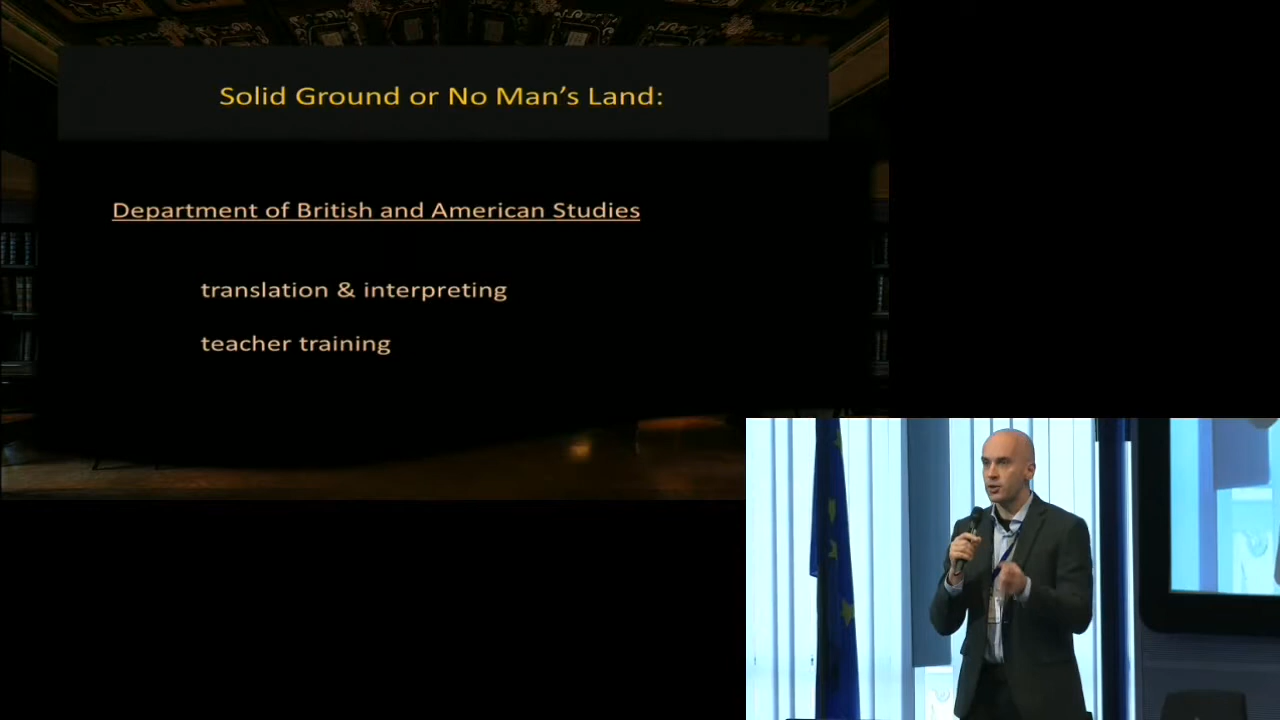 Solid Ground or No Man's Land:
Department of British and American Studies
translation & interpreting
teacher training